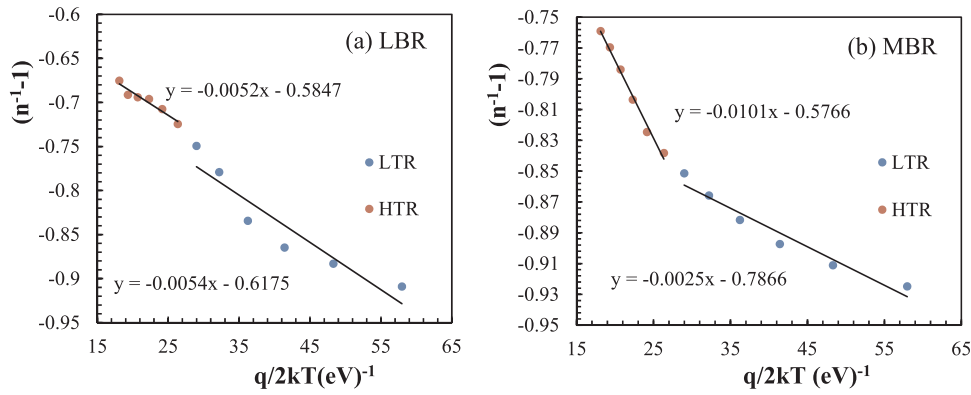 (a) LBR
(n⁻¹-1)
-0.6
-0.65
-0.7
-0.75
-0.8
-0.85
-0.9
-0.95
y = -0.0052x - 0.5847
LTR
HTR
y = -0.0054x - 0.6175
15 25 35 45 55 65
q/2kT(eV)⁻¹
(b) MBR
(n⁻¹-1)
-0.75
-0.77
-0.79
-0.81
-0.83
-0.85
-0.87
-0.89
-0.91
-0.93
-0.95
y = -0.0101x - 0.5766
LTR
HTR
y = -0.0025x - 0.7866
15 25 35 45 55 65
q/2kT (eV)⁻¹